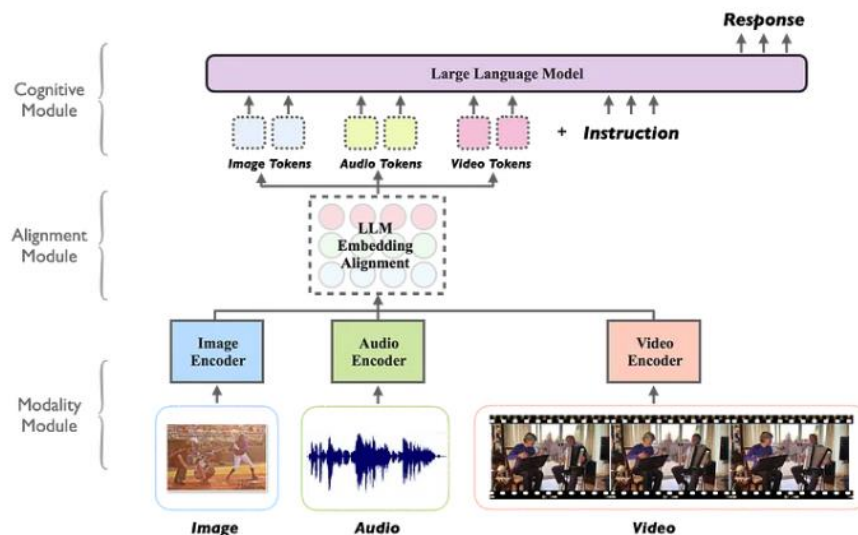 Response
Cognitive
Module
Large Language Model
Image Tokens
Audio Tokens
Video Tokens
+ Instruction
Alignment
Module
LLM
Embedding
Alignment
Image
Encoder
Audio
Encoder
Video
Encoder
Modality
Module
Image
Audio
Video